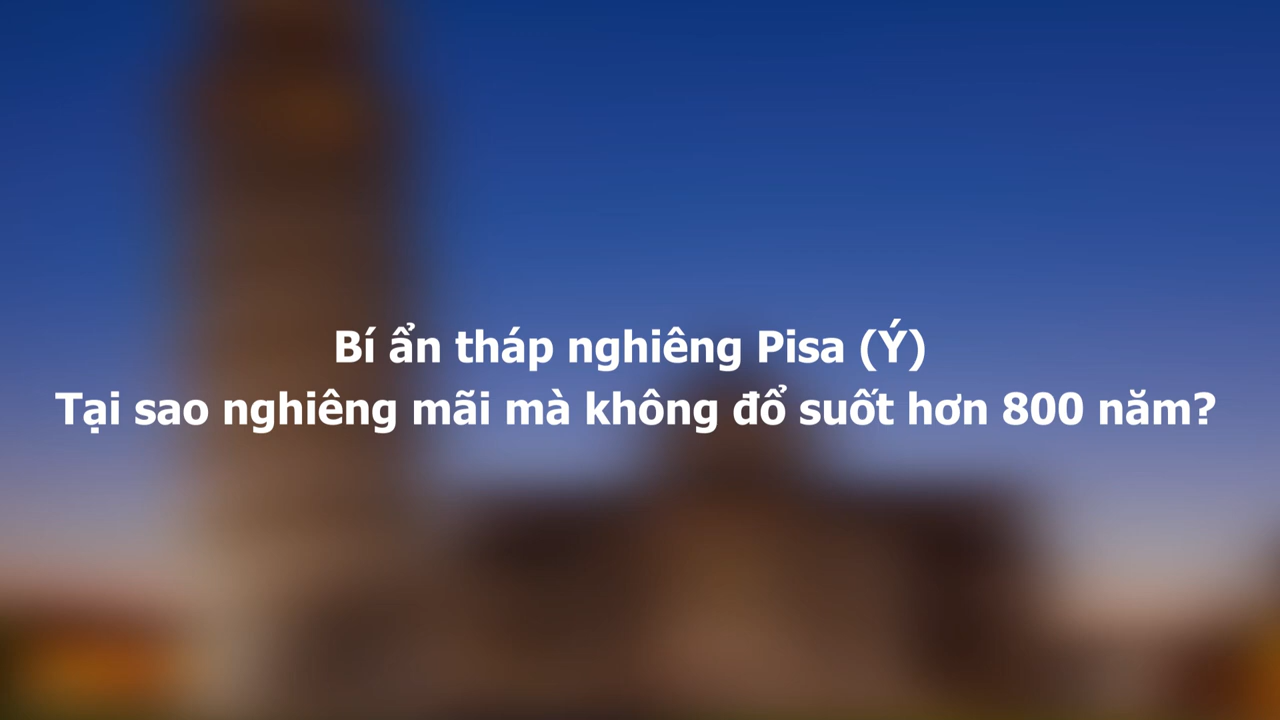 Bí ẩn tháp nghiêng Pisa (Ý)
Tại sao nghiêng mãi mà không đổ suốt hơn 800 năm?